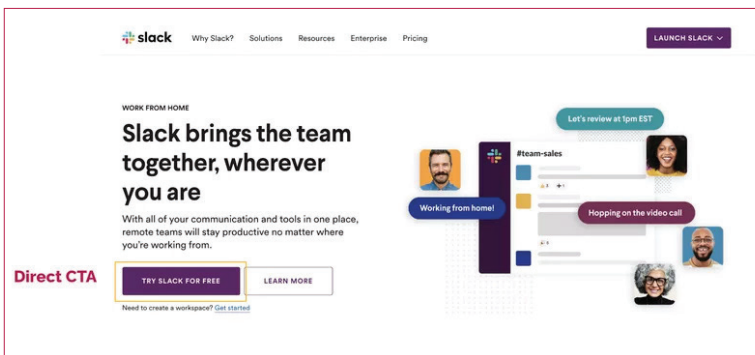 slack Why Slack? Solutions Resources Enterprise Pricing LAUNCH SLACK
WORK FROM HOME
Slack brings the team
together, wherever
you are
With all of your communication and tools in one place,
remote teams will stay productive no matter where
you're working from.
Direct CTA
TRY SLACK FOR FREE LEARN MORE
Need to create a workspace? Get started
Let's review at 1pm EST
#team-sales
Working from home!
Hopping on the video call